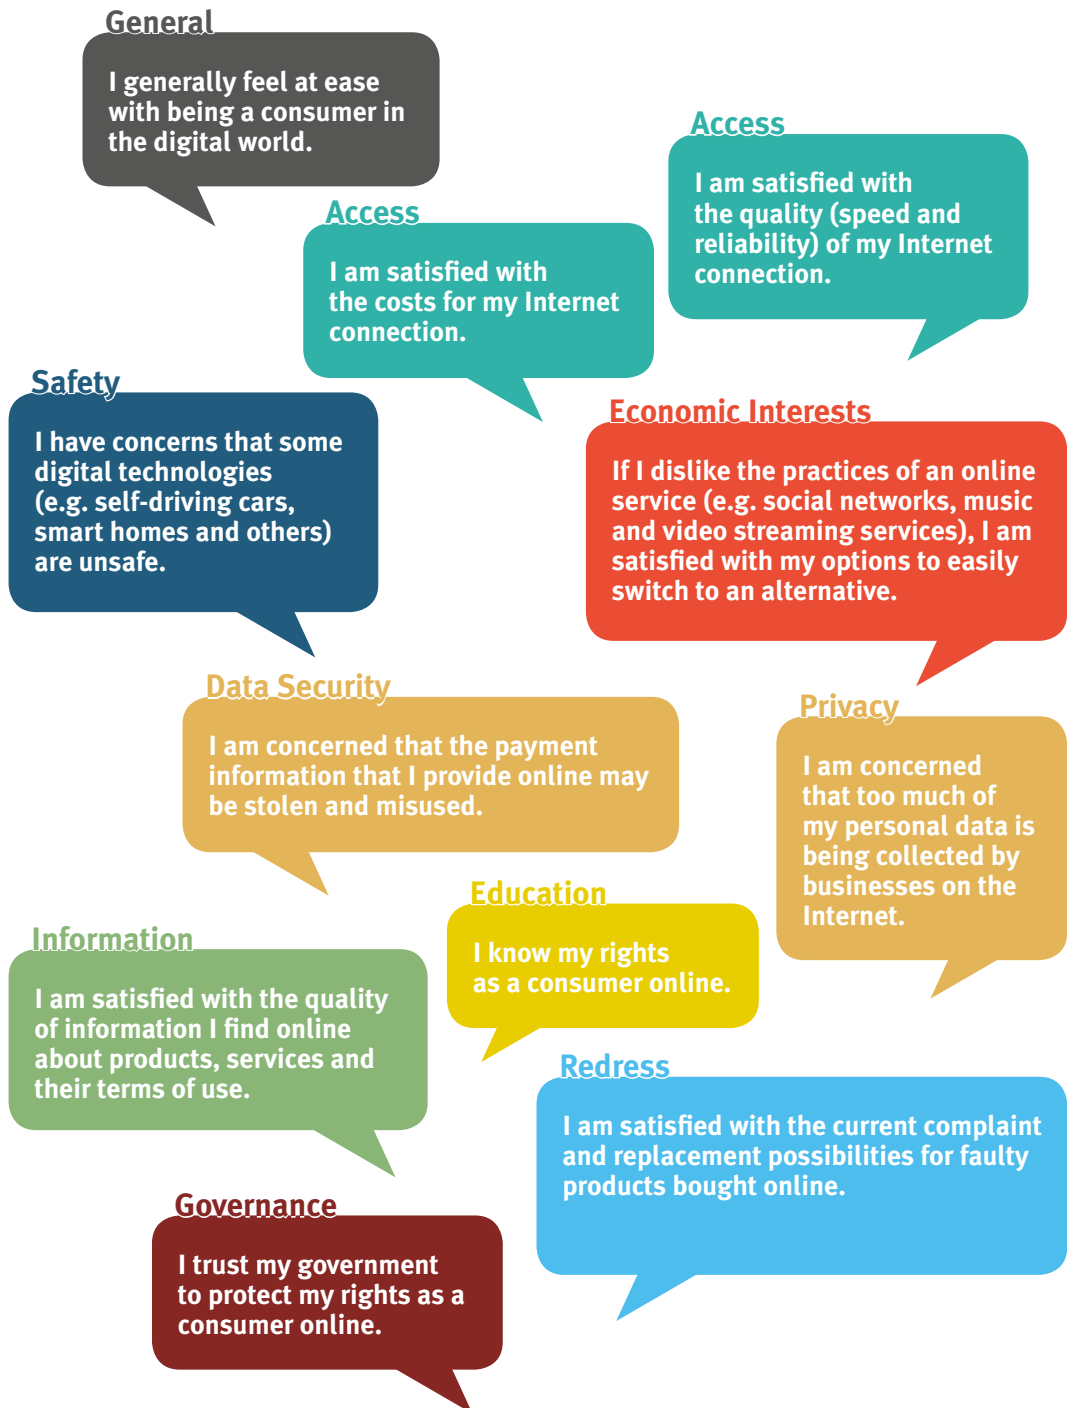 General
I generally feel at ease
with being a consumer in
the digital world.
Access
I am satisfied with
the quality (speed and
reliability) of my Internet
connection.
Access
I am satisfied with
the costs for my Internet
connection.
Safety
I have concerns that some
digital technologies
(e.g. self-driving cars,
smart homes and others)
are unsafe.
Economic Interests
If I dislike the practices of an online
service (e.g. social networks, music
and video streaming services), I am
satisfied with my options to easily
switch to an alternative.
Data Security
I am concerned that the payment
information that I provide online may
be stolen and misused.
Privacy
I am concerned
that too much of
my personal data is
being collected by
businesses on the
Internet.
Education
I know my rights
as a consumer online.
Information
I am satisfied with the quality
of information I find online
about products, services and
their terms of use.
Redress
I am satisfied with the current complaint
and replacement possibilities for faulty
products bought online.
Governance
I trust my government
to protect my rights as a
consumer online.